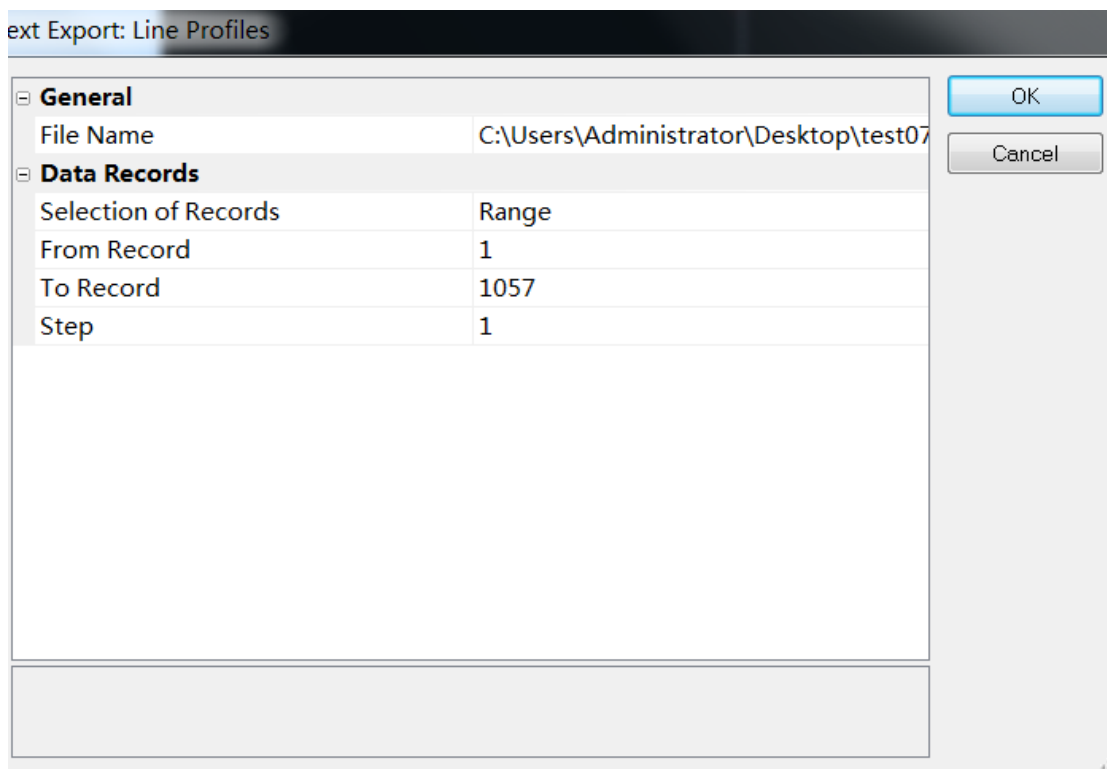 ext Export: Line Profiles
General
File Name C:\Users\Administrator\Desktop\test07
Data Records
Selection of Records Range
From Record 1
To Record 1057
Step 1
OK
Cancel